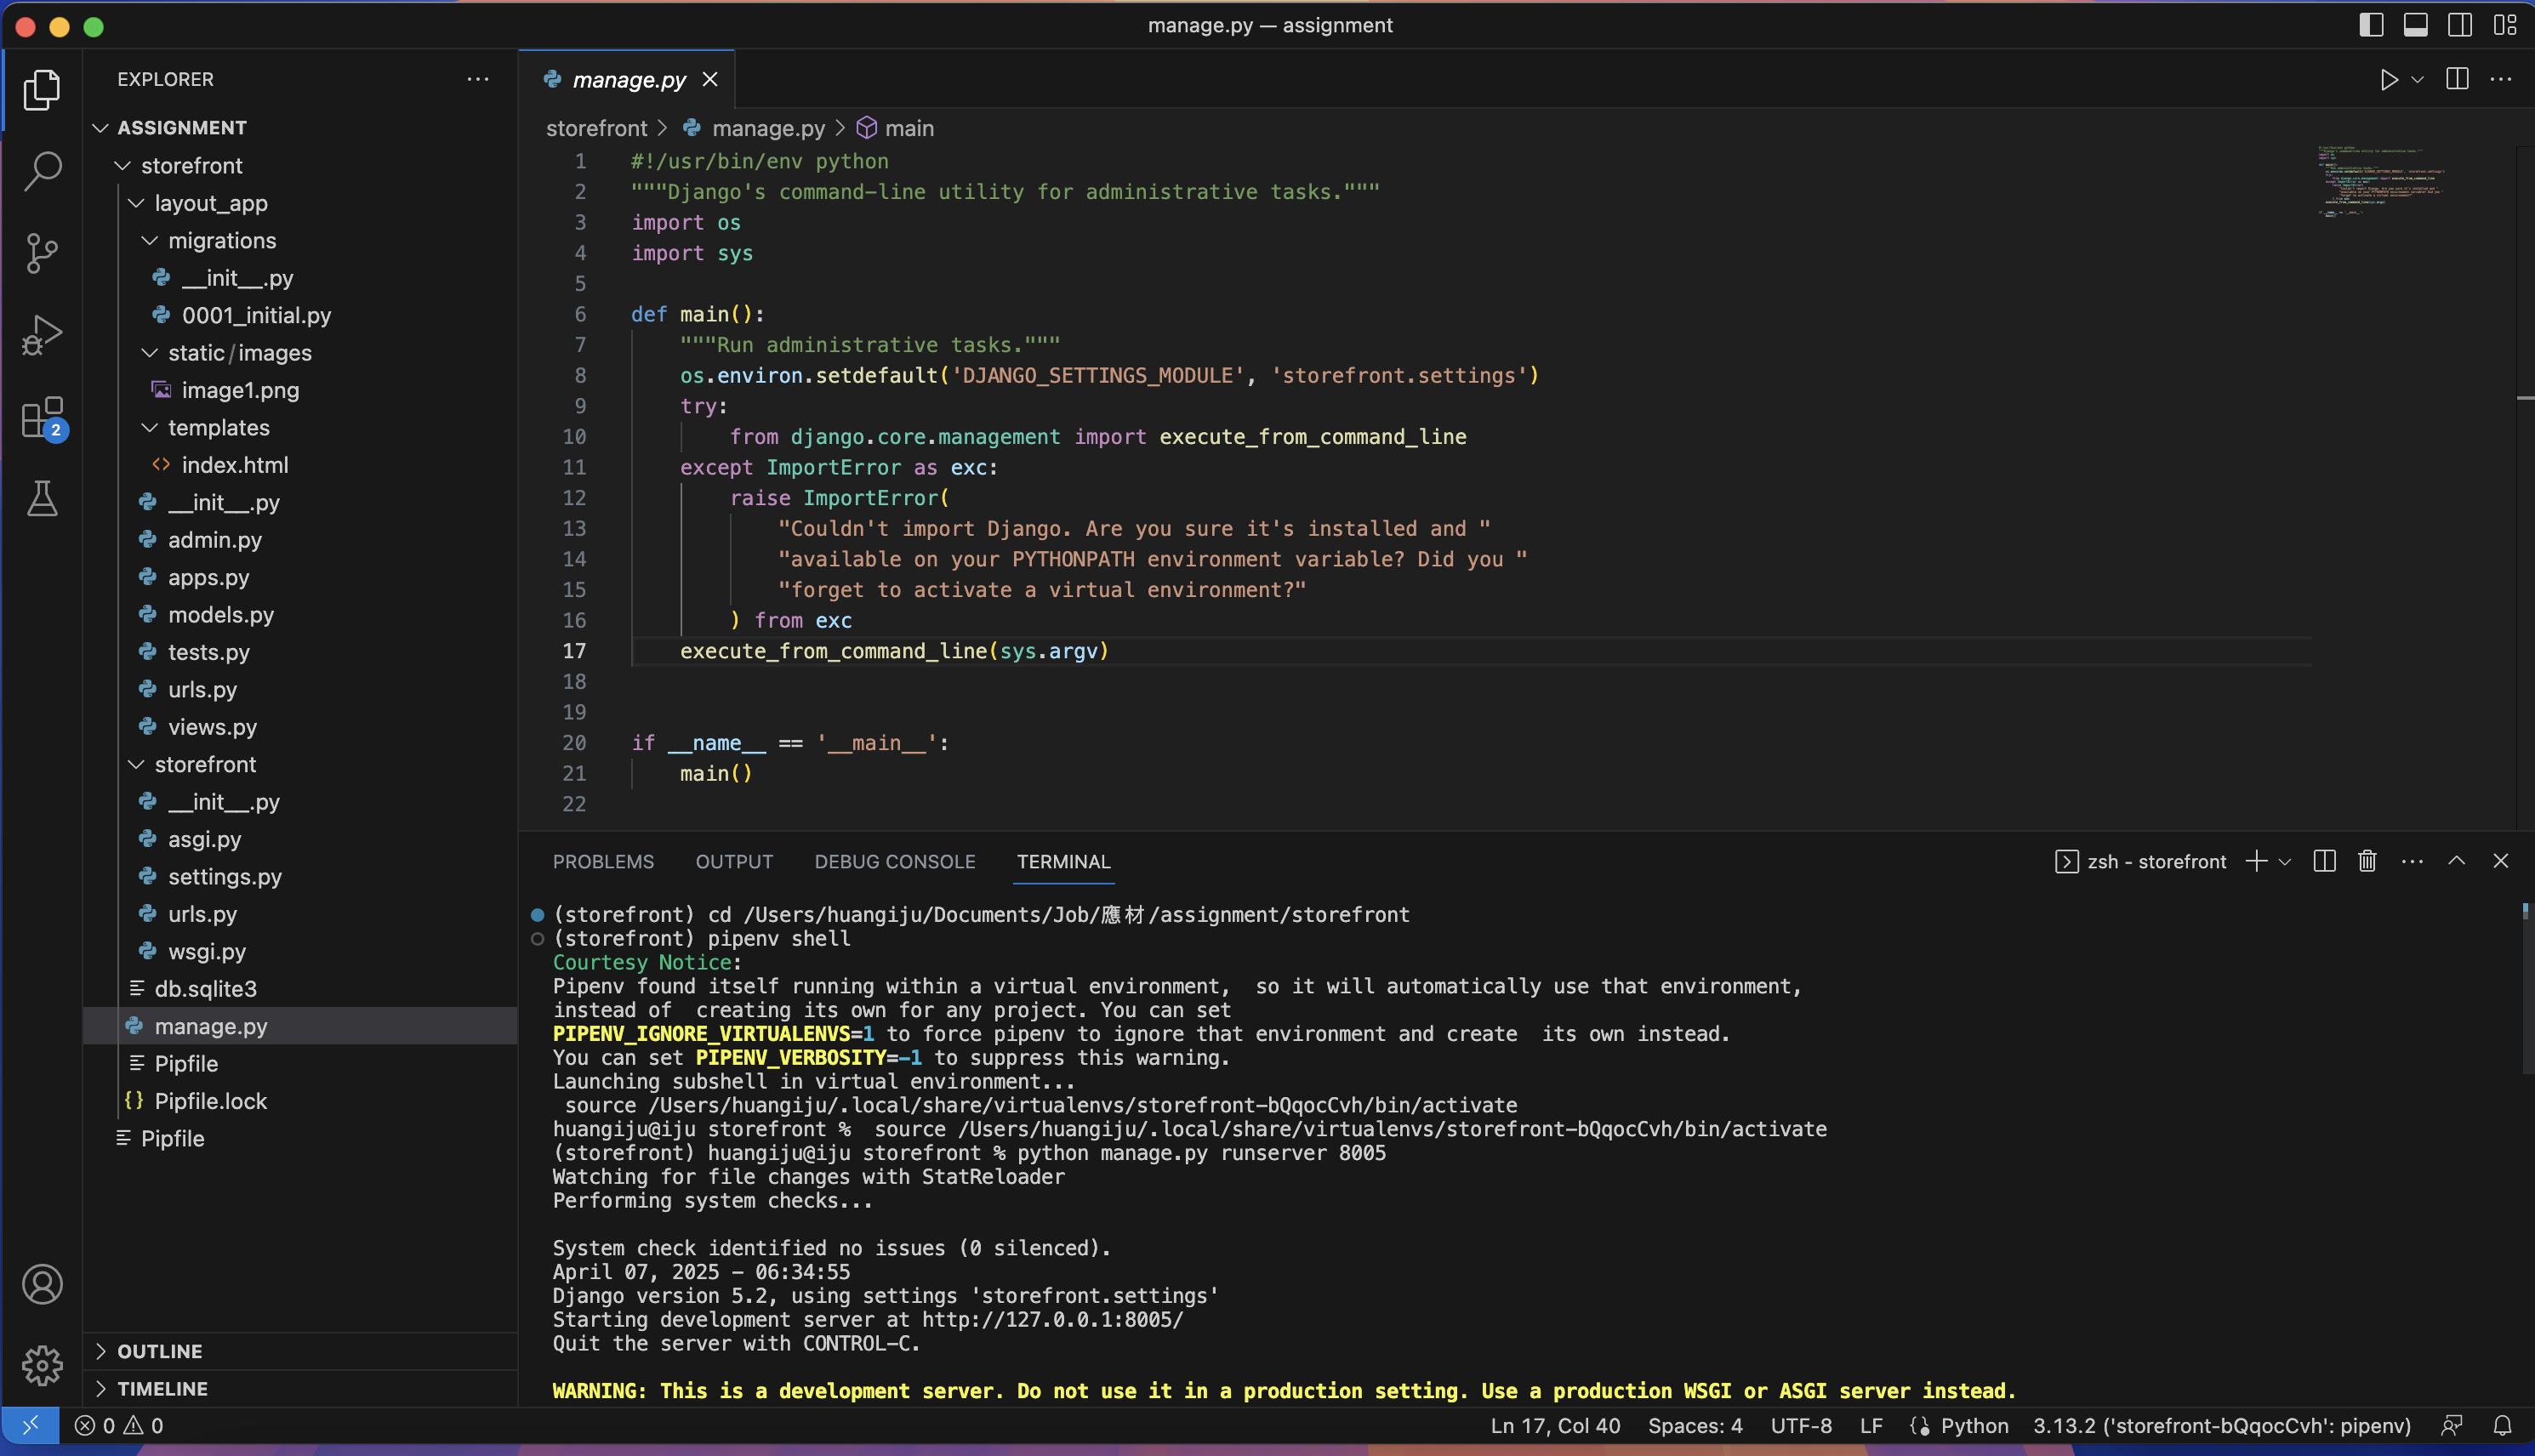 manage.py — assignment
EXPLORER
ASSIGNMENT
storefront
layout_app
migrations
__init__.py
0001_initial.py
static/images
image1.png
templates
index.html
__init__.py
admin.py
apps.py
models.py
tests.py
urls.py
views.py
storefront
__init__.py
asgi.py
settings.py
urls.py
wsgi.py
db.sqlite3
manage.py
Pipfile
Pipfile.lock
Pipfile
OUTLINE
TIMELINE
2
manage.py
storefront > manage.py > main
1 #!/usr/bin/env python
2 """Django's command-line utility for administrative tasks."""
3 import os
4 import sys
5
6 def main():
7 """Run administrative tasks."""
8 os.environ.setdefault('DJANGO_SETTINGS_MODULE', 'storefront.settings')
9 try:
10 from django.core.management import execute_from_command_line
11 except ImportError as exc:
12 raise ImportError(
13 "Couldn't import Django. Are you sure it's installed and "
14 "available on your PYTHONPATH environment variable? Did you "
15 "forget to activate a virtual environment?"
16 ) from exc
17 execute_from_command_line(sys.argv)
18
19
20 if __name__ == '__main__':
21 main()
22
PROBLEMS OUTPUT DEBUG CONSOLE TERMINAL
zsh - storefront
(storefront) cd /Users/huangiju/Documents/Job/應材/assignment/storefront
(storefront) pipenv shell
Courtesy Notice:
Pipenv found itself running within a virtual environment,  so it will automatically use that environment,
instead of  creating its own for any project. You can set
PIPENV_IGNORE_VIRTUALENVS=1 to force pipenv to ignore that environment and create  its own instead.
You can set PIPENV_VERBOSITY=-1 to suppress this warning.
Launching subshell in virtual environment...
source /Users/huangiju/.local/share/virtualenvs/storefront-bQqocCvh/bin/activate
huangiju@iju storefront %  source /Users/huangiju/.local/share/virtualenvs/storefront-bQqocCvh/bin/activate
(storefront) huangiju@iju storefront % python manage.py runserver 8005
Watching for file changes with StatReloader
Performing system checks...
System check identified no issues (0 silenced).
April 07, 2025 - 06:34:55
Django version 5.2, using settings 'storefront.settings'
Starting development server at http://127.0.0.1:8005/
Quit the server with CONTROL-C.
WARNING: This is a development server. Do not use it in a production setting. Use a production WSGI or ASGI server instead.
0 0
Ln 17, Col 40 Spaces: 4 UTF-8 LF Python 3.13.2 ('storefront-bQqocCvh': pipenv)